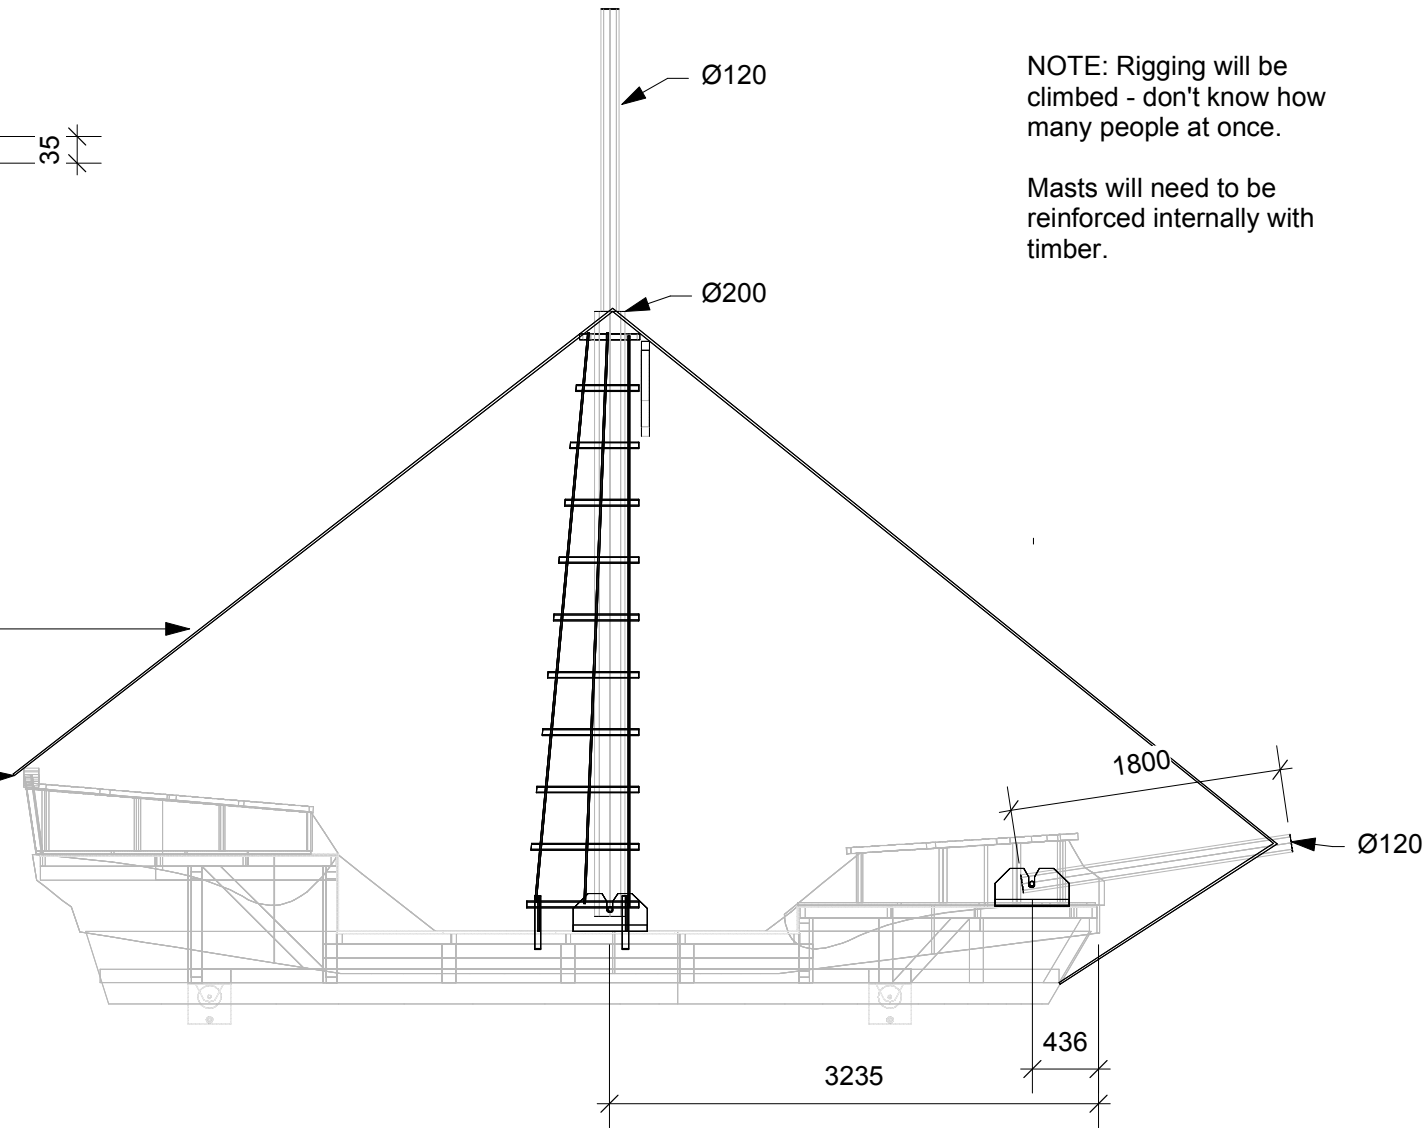 Ø120
NOTE: Rigging will be
climbed - don't know how
many people at once.
35
Masts will need to be
reinforced internally with
timber.
Ø200
1800
Ø120
436
3235